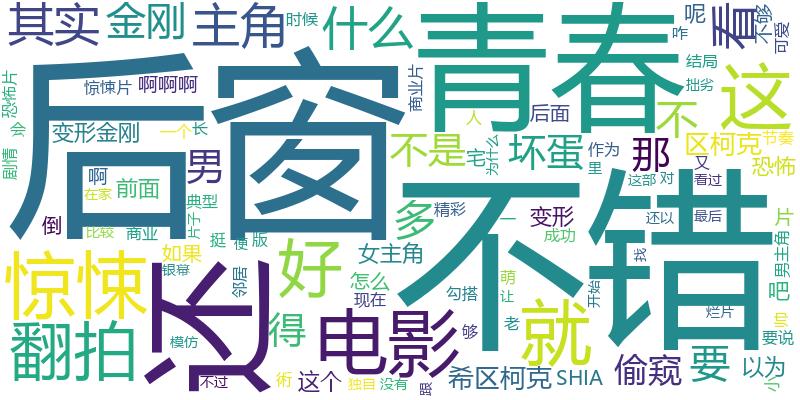 其实
金刚
主角
时候
什么
青春
看
呢
不够
咋
可爱
恐怖片
惊悚片
啊啊啊
后窗
商业片
这
结局
拙劣
变形金刚
一个
长
剧情
不是
宅
后面
坏蛋
为什么
不
作为
里
区柯克
节奏
男
那
又
恐怖
啊
前面
在家
典型
片子
倒
比较
商业
多
精彩
一
变形
成功
不错
这部
对
看过
还以
最后
片
找
男主角
巴
惊悚
还
如果
挺
梗
版
邻居
好
女主角
怎么
现在
勾搭
萌
让
开始
银幕
翻拍
得
电影
够
老
就
烂片
帅
要说
模仿
不过
術
这个
独自
没有
跟
希区柯克
SHIA
偷窥
要
以为
小
人